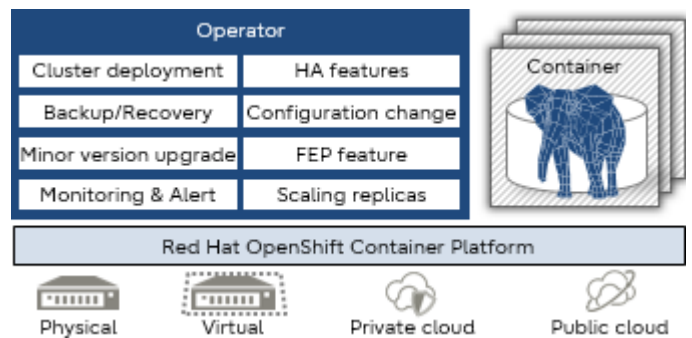 Operator
Cluster deployment
HA features
Backup/Recovery
Configuration change
Minor version upgrade
FEP feature
Monitoring & Alert
Scaling replicas
Container
Red Hat OpenShift Container Platform
Physical
Virtual
Private cloud
Public cloud